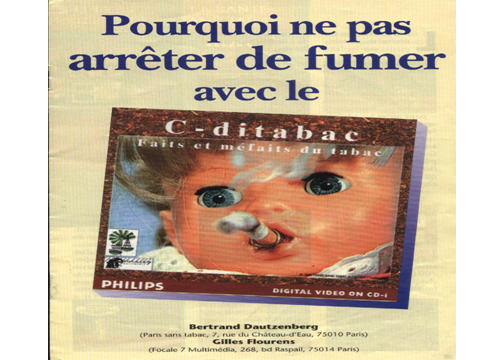 Pourquoi ne pas
arrêter de fumer
avec le
C-ditabac
Faits et méfaits du tabac
PHILIPS
DIGITAL VIDEO ON CD-i
Bertrand Dautzenberg
(Paris sans tabac, 7, rue du Château-d'Eau, 75010 Paris)
Gilles Flourens
(Focale 7 Multimédia, 268, bd Raspail, 75014 Paris)